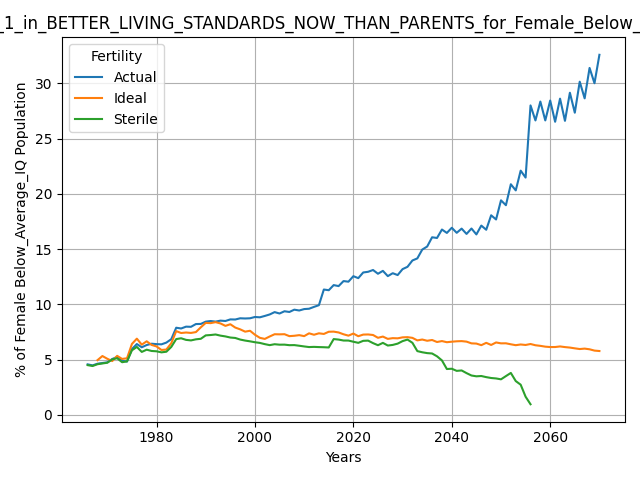 _1_in_BETTER_LIVING_STANDARDS_NOW_THAN_PARENTS_for_Female_Below_
Fertility
Actual
Ideal
Sterile
% of Female Below_Average_IQ Population
30
25
20
15
10
5
0
1980 2000 2020 2040 2060
Years